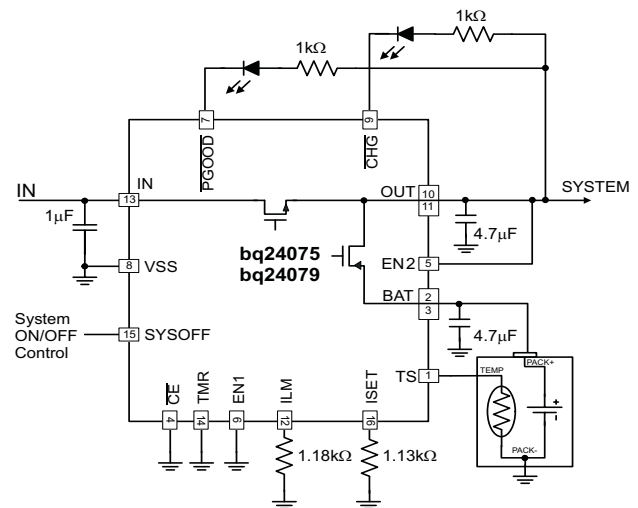 1kΩ
1kΩ
7
9
PGOOD
CHG
IN
IN
13
OUT
10
11
SYSTEM
1μF
4.7μF
bq24075
bq24079
EN2
5
8
VSS
BAT
2
3
System
ON/OFF
Control
15
SYSOFF
4.7μF
PACK+
TEMP
TS
1
+
-
CE
TMR
EN1
ILM
ISET
4
14
6
12
16
1.18kΩ
1.13kΩ
PACK-